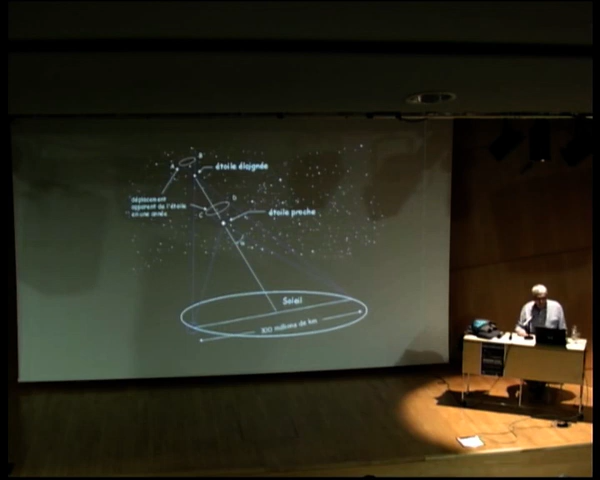 B
A
étoile éloignée
déplacement
apparent de l'étoile
en une année
D
C
étoile proche
Soleil
300 millions de km